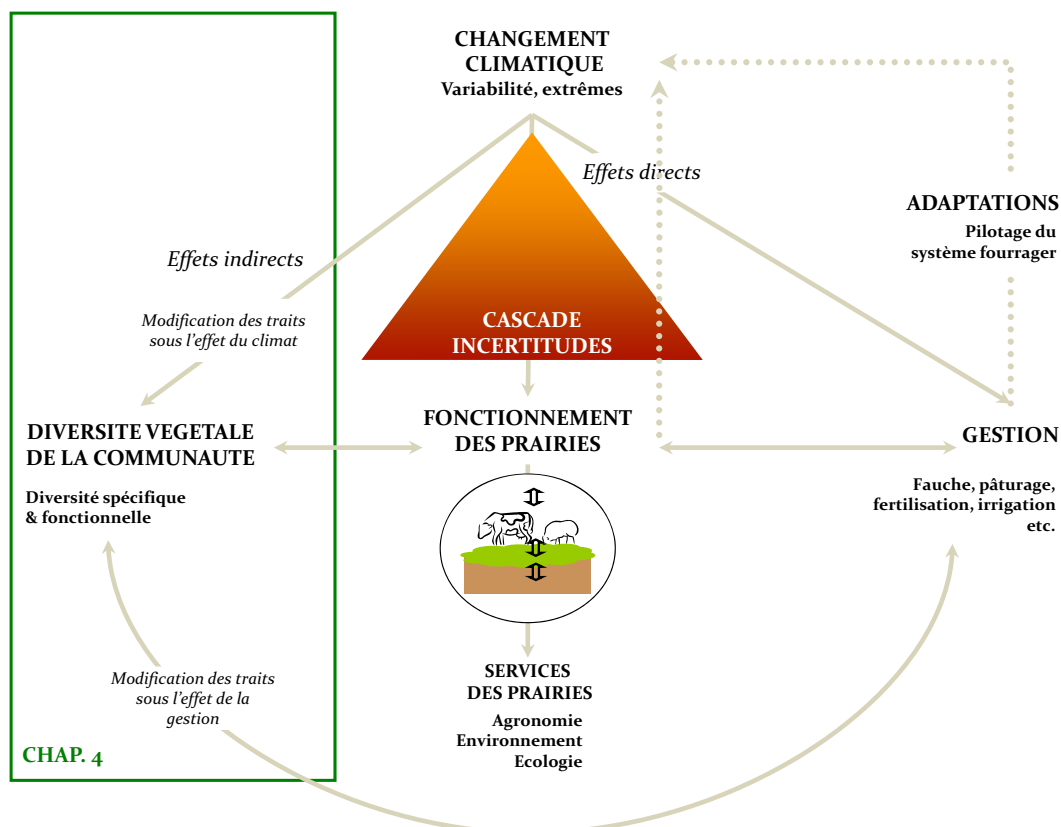 CHANGEMENT
CLIMATIQUE
Variabilité, extrêmes
Effets directs
ADAPTATIONS
Pilotage du
système fourrager
Effets indirects
Modification des traits
sous l'effet du climat
CASCADE
INCERTITUDES
DIVERSITE VEGETALE
DE LA COMMUNAUTE
Diversité spécifique
& fonctionnelle
FONCTIONNEMENT
DES PRAIRIES
GESTION
Fauche, pâturage,
fertilisation, irrigation
etc.
Modification des traits
sous l'effet de la
gestion
SERVICES
DES PRAIRIES
Agronomie
Environnement
Ecologie
CHAP. 4